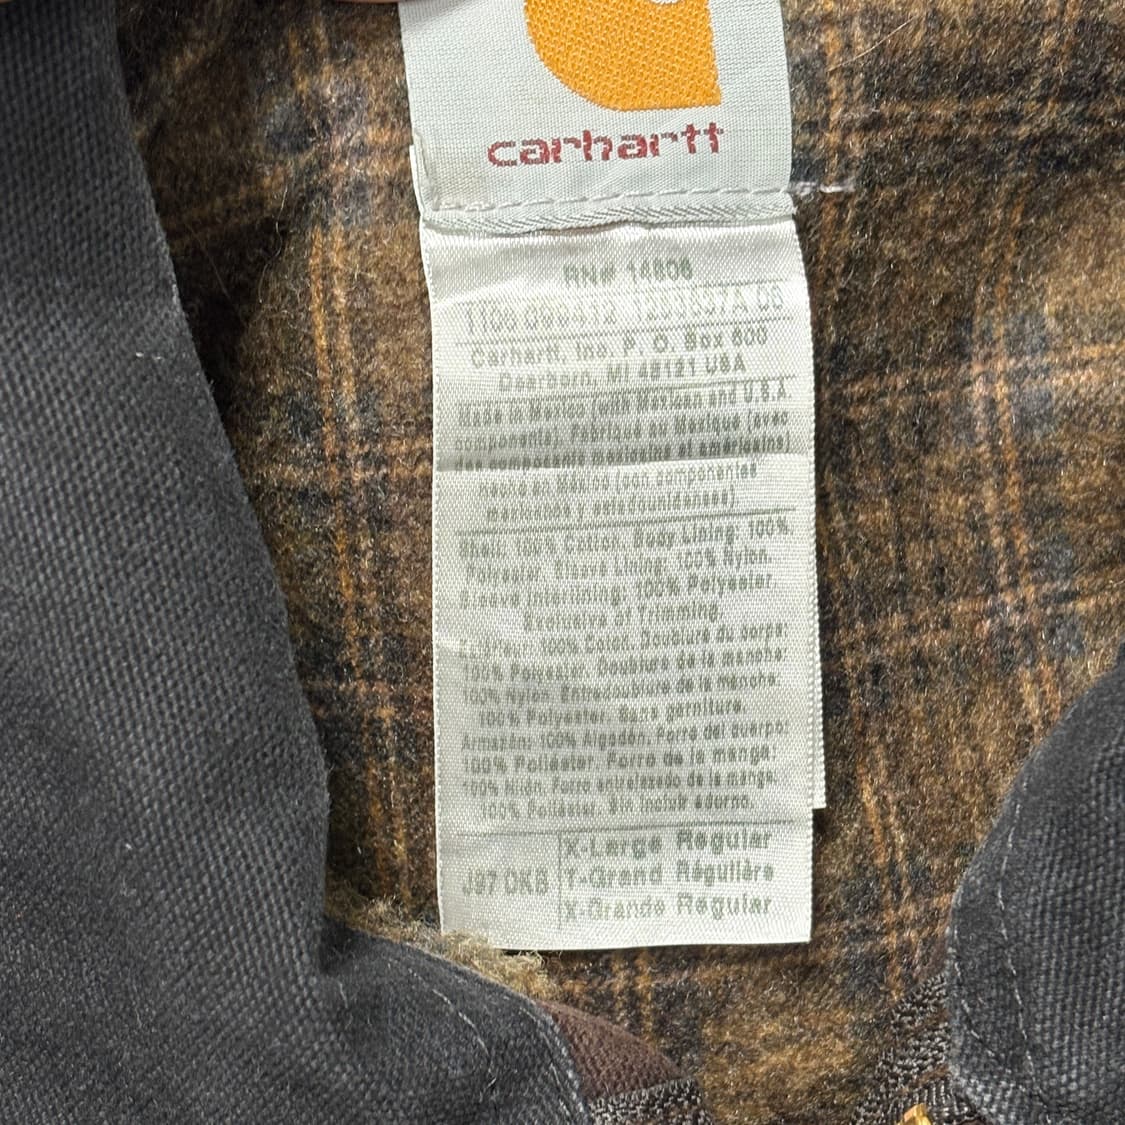 carhartt
RN# 14806
Carhartt, Inc. P. O. Box 600
Dearborn, MI 48121 USA
Made in Mexico (with Mexican and U.S.A.
components). Fabriqué au Mexique (avec
des composants mexicains et américains)
hecho en México (con componentes
mexicanos y estadounidenses)
Shell: 100% Cotton. Body Lining: 100%
Polyester. Sleeve Lining: 100% Nylon.
Sleeve Interlining: 100% Polyester.
Exclusive of Trimming.
Extérieur: 100% Coton. Doublure du corps:
100% Polyester. Doublure de la manche:
100% Nylon. Entredoublure de la manche:
100% Polyester. Sans garniture.
Armazón: 100% Algodón. Forro del cuerpo:
100% Poliéster. Forro de la manga:
100% Nilón. Forro entrelazado de la manga:
100% Poliéster. Sin incluir adorno.
J97 DKB
X-Large Regular
T-Grand Régulière
X-Grande Regular